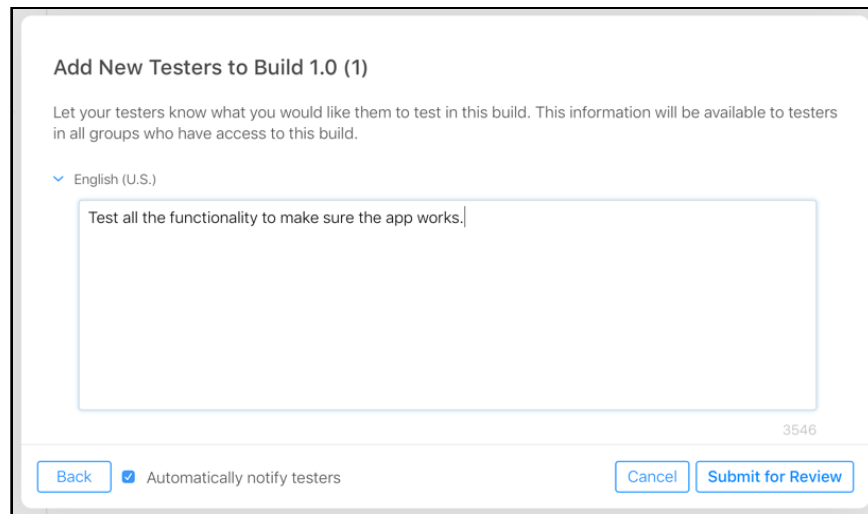 Add New Testers to Build 1.0 (1)
Let your testers know what you would like them to test in this build. This information will be available to testers
in all groups who have access to this build.
English (U.S.)
Test all the functionality to make sure the app works.
3546
Back
Automatically notify testers
Cancel
Submit for Review